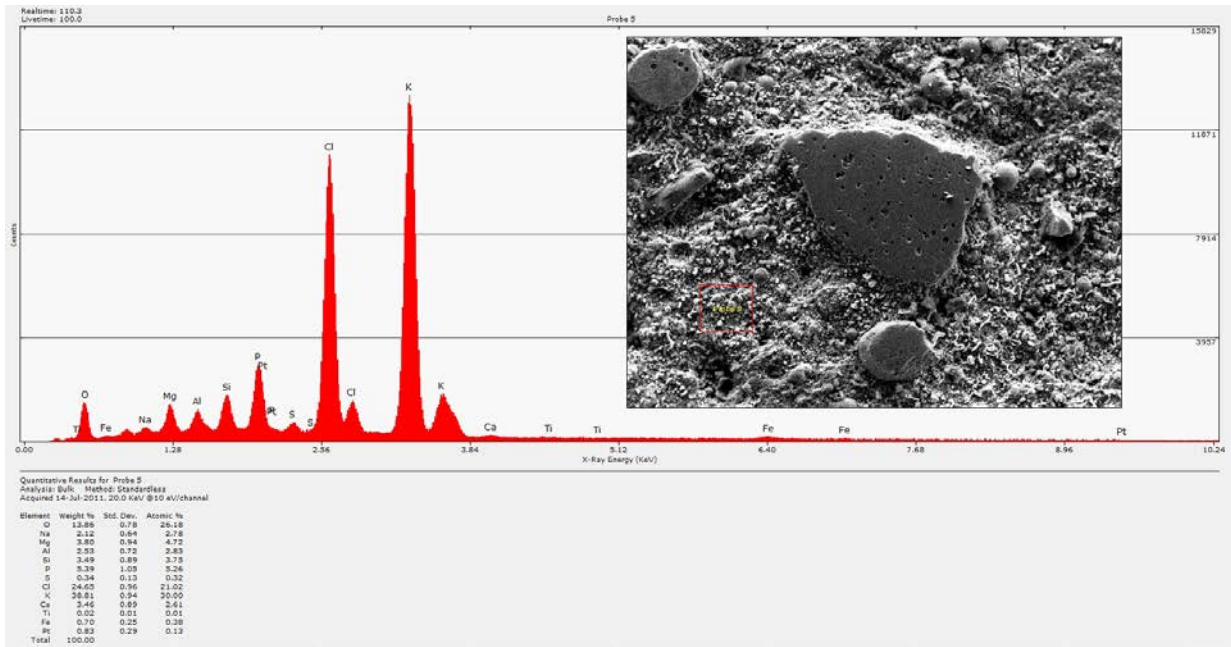 Realtime: 110.3
Livetime: 100.0
Probe 5
15829
11871
7914
3957
Counts
K
Cl
P
Pt
O
Si
Mg
Al
Cl
K
Na
Fe
S
S
Ca
Ti
Ti
Fe
Fe
Pt
0.00 1.28 2.56 3.84 5.12 6.40 7.68 8.96 10.24
X-Ray Energy (KeV)
Quantitative Results for Probe 5
Analysis: Bulk Method: Standardless
Acquired 14-Jul-2011, 20.0 KeV @10 eV/channel
Element Weight % Std. Dev. Atomic %
O 13.86 0.78 26.18
Na 2.12 0.64 2.78
Mg 3.80 0.94 4.72
Al 2.53 0.72 2.83
Si 3.49 0.89 3.75
P 5.39 1.05 5.26
S 0.34 0.13 0.32
Cl 24.65 0.96 21.02
K 38.81 0.94 30.00
Ca 3.46 0.89 2.61
Ti 0.02 0.01 0.01
Fe 0.70 0.25 0.38
Pt 0.83 0.29 0.13
Total 100.00